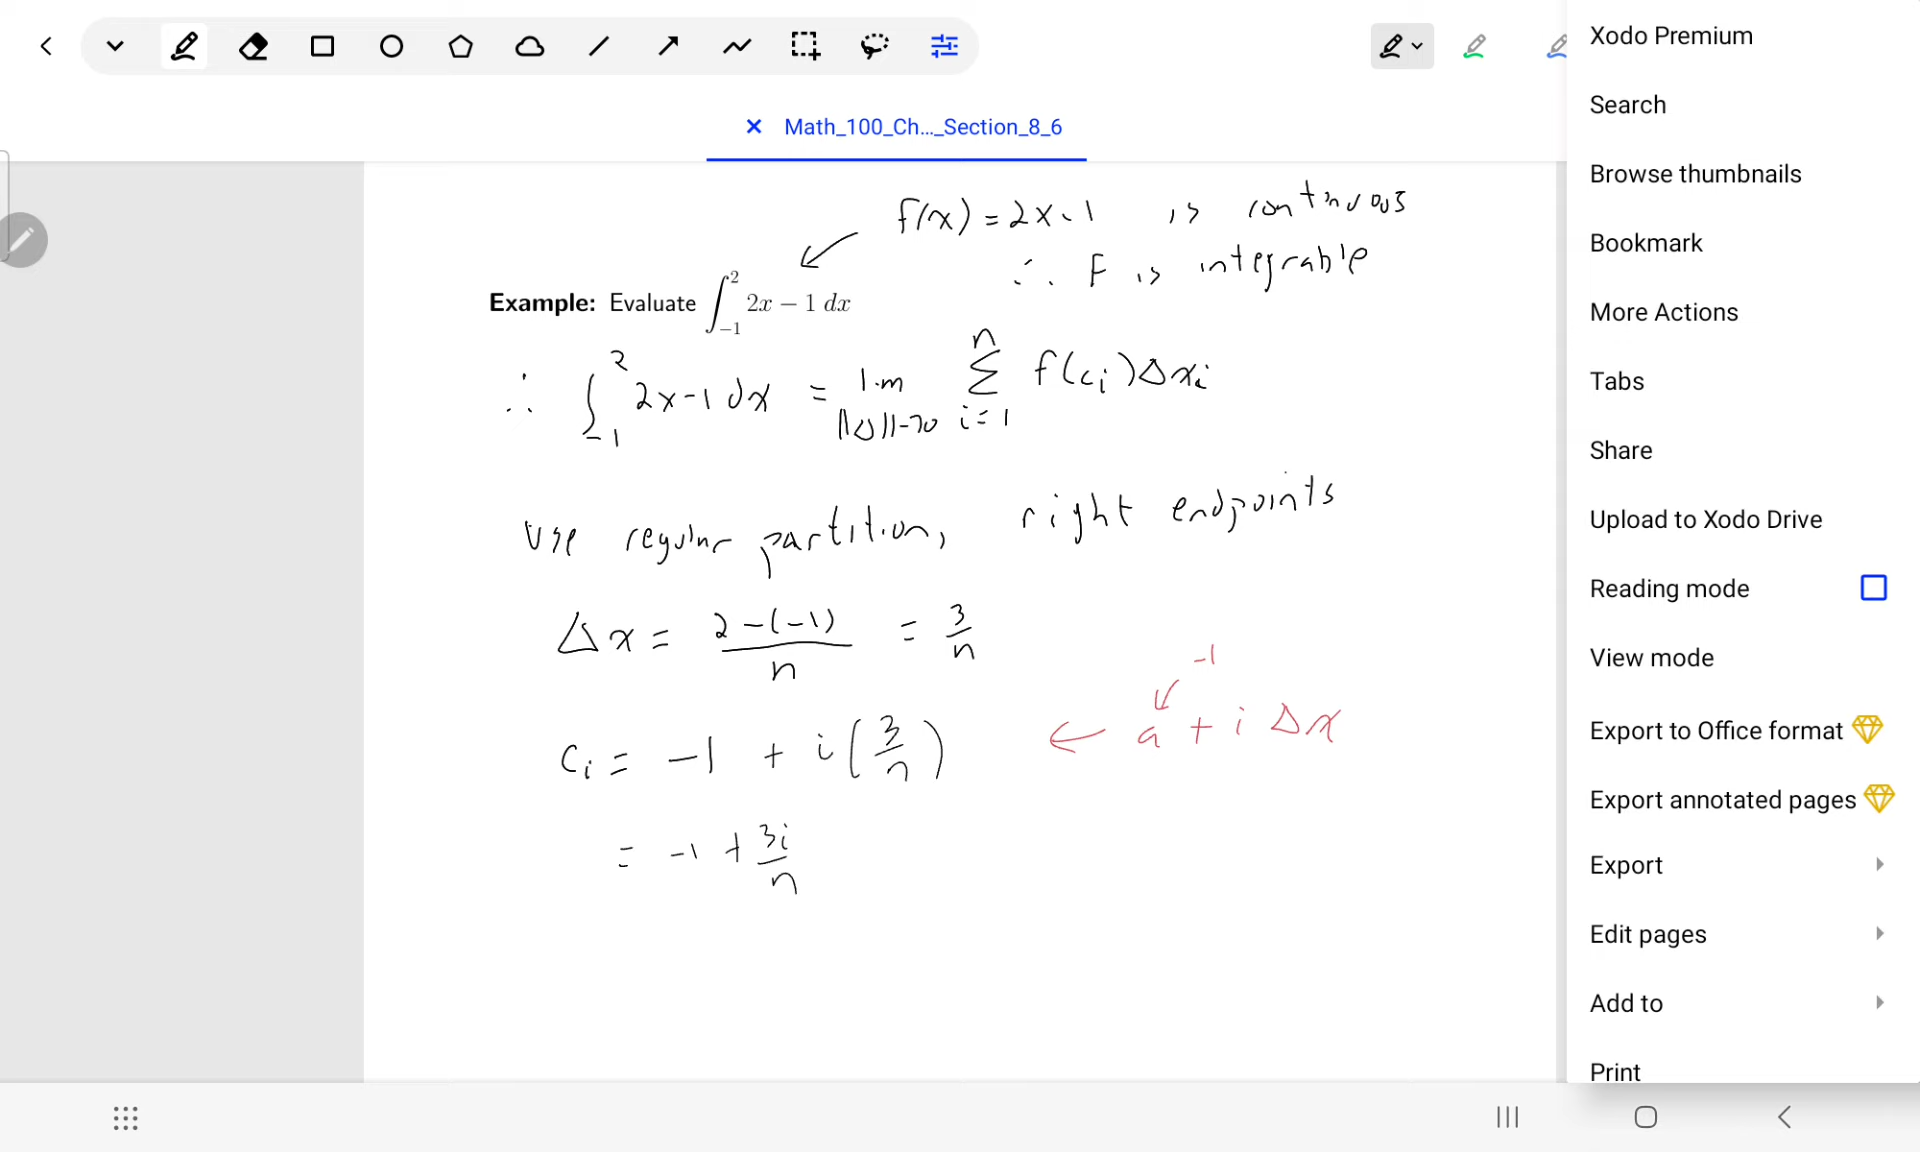 Math_100_Ch..._Section_8_6
f(x) = 2x - 1 is continuous
∴ f is integrable
Example: Evaluate ∫_{-1}^{2} 2x − 1 dx
∴ ∫_{-1}^{2} 2x-1 dx = lim_{||Δ||→0} Σ_{i=1}^{n} f(c_i)Δx_i
Use regular partition, right endpoints
Δx = (2-(-1))/n = 3/n
-1
c_i = -1 + i(3/n) ← a + i Δx
= -1 + 3i/n
Xodo Premium
Search
Browse thumbnails
Bookmark
More Actions
Tabs
Share
Upload to Xodo Drive
Reading mode
View mode
Export to Office format
Export annotated pages
Export
Edit pages
Add to
Print